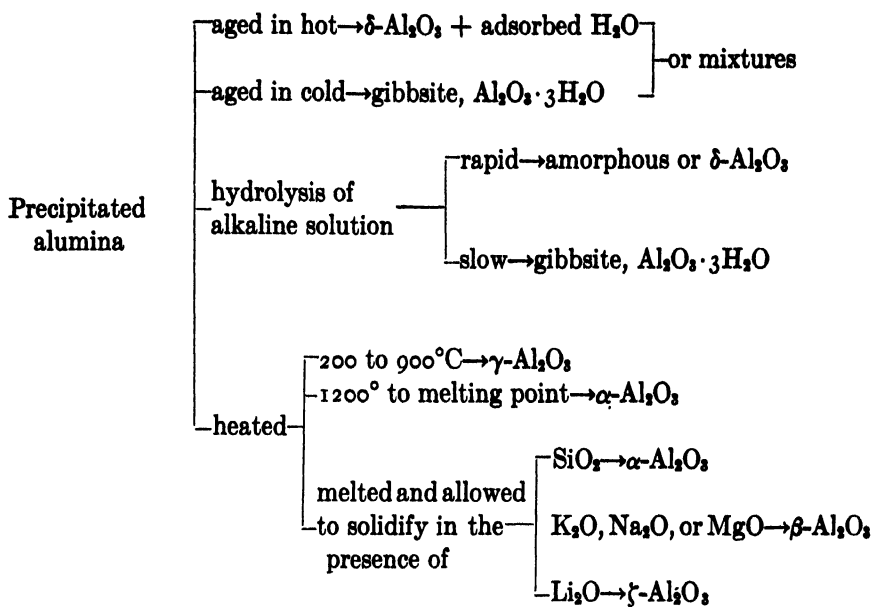 aged in hot→δ-Al₂O₃ + adsorbed H₂O
or mixtures
aged in cold→gibbsite, Al₂O₃·3H₂O
Precipitated
alumina
hydrolysis of
alkaline solution
rapid→amorphous or δ-Al₂O₃
slow→gibbsite, Al₂O₃·3H₂O
heated
200 to 900°C→γ-Al₂O₃
1200° to melting point→α-Al₂O₃
melted and allowed
to solidify in the
presence of
SiO₂→α-Al₂O₃
K₂O, Na₂O, or MgO→β-Al₂O₃
Li₂O→ζ-Al₂O₃